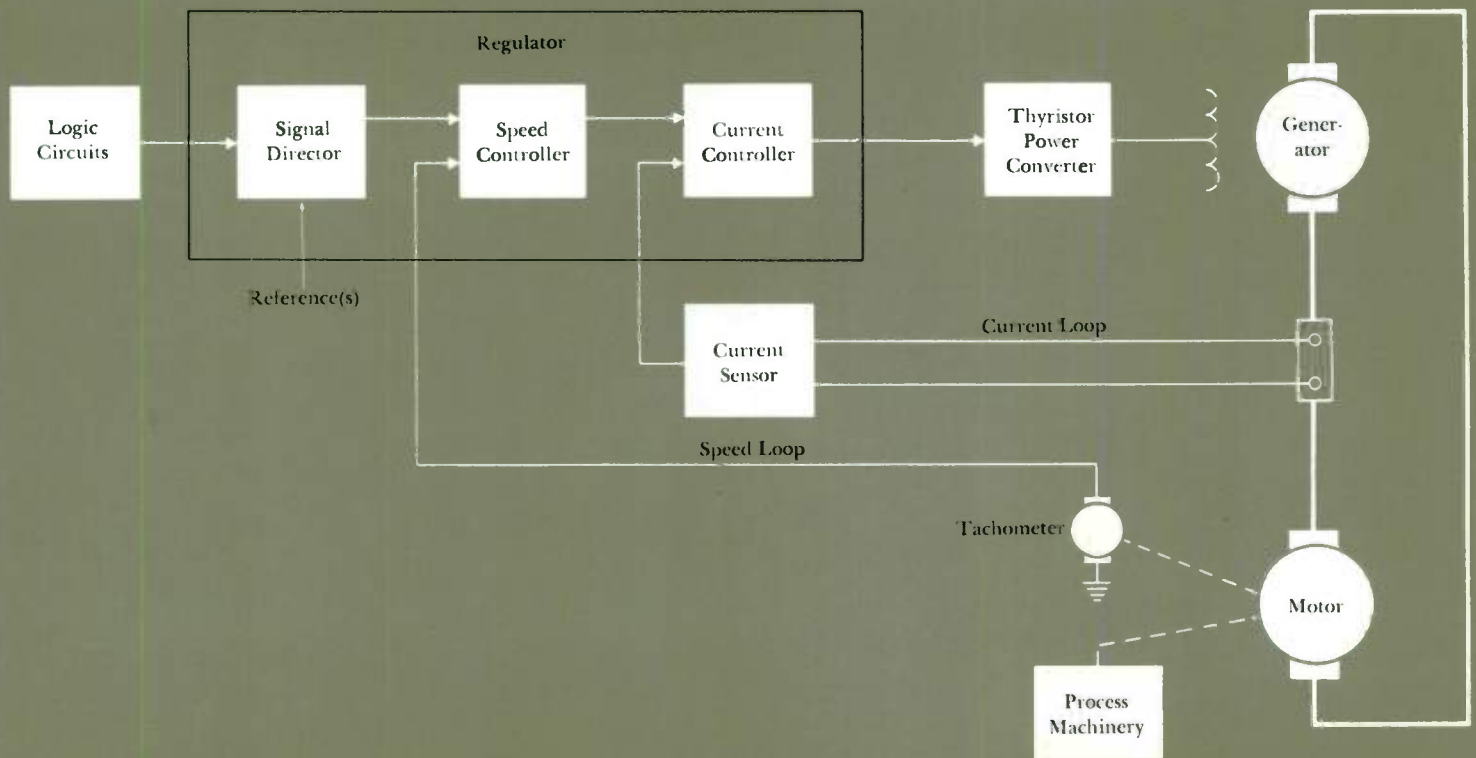 Regulator
Logic
Circuits
Signal
Director
Speed
Controller
Current
Controller
Thyristor
Power
Converter
Gener-
ator
Reference(s)
Current
Sensor
Current Loop
Speed Loop
Tachometer
Motor
Process
Machinery